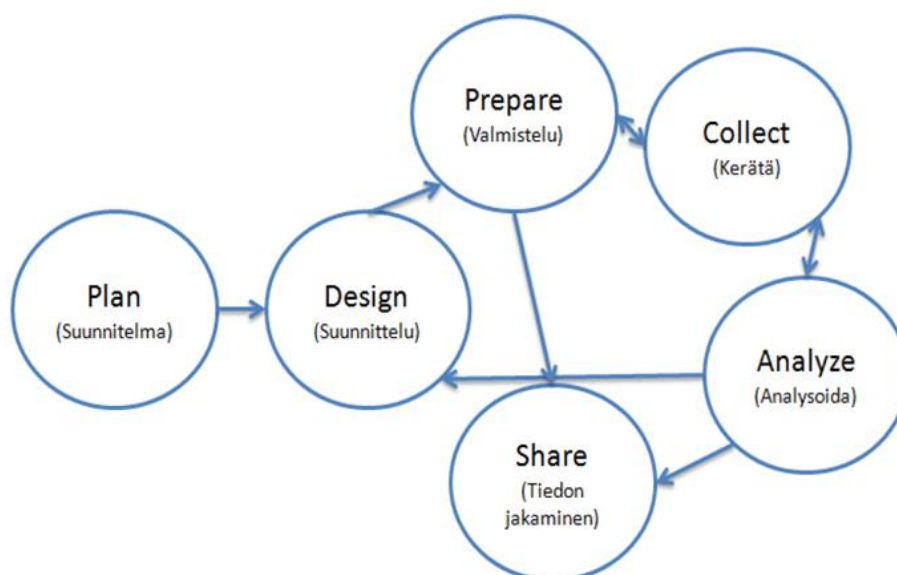 Prepare
(Valmistelu)
Collect
(Kerätä)
Plan
(Suunnitelma)
Design
(Suunnittelu)
Analyze
(Analysoida)
Share
(Tiedon
jakaminen)